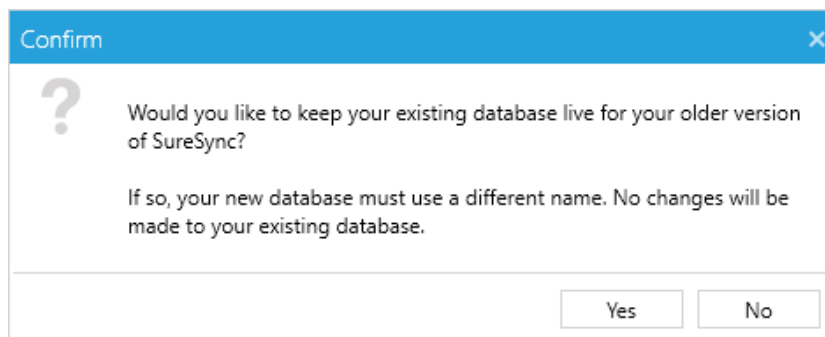 Confirm
?
Would you like to keep your existing database live for your older version
of SureSync?
If so, your new database must use a different name. No changes will be
made to your existing database.
Yes
No